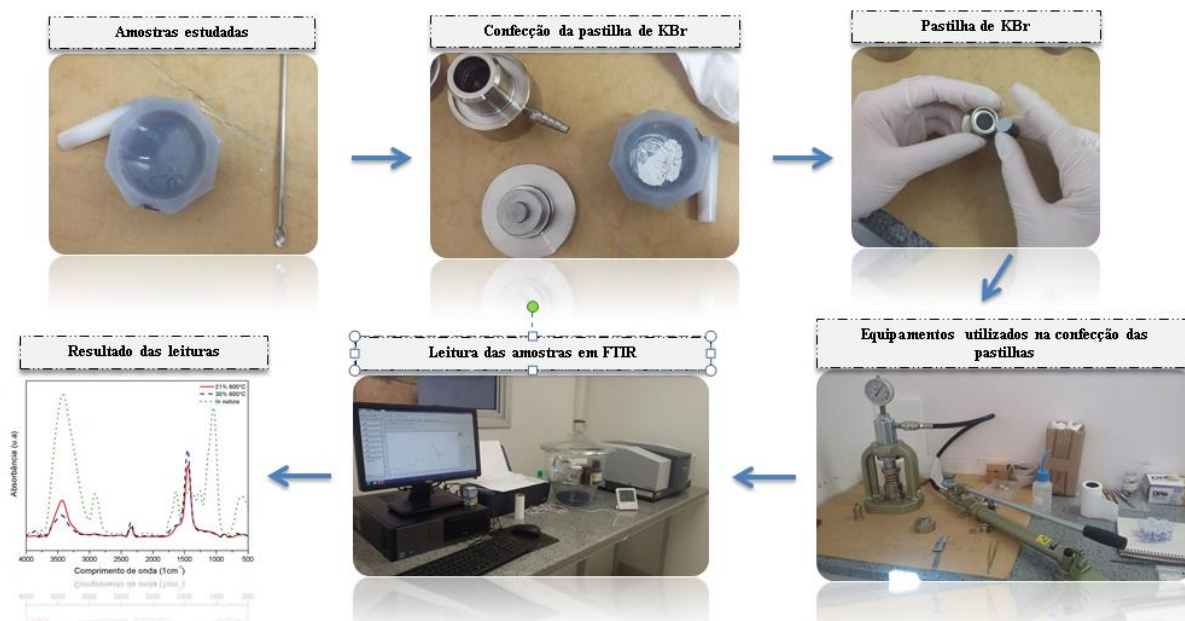 Amostras estudadas
Confecção da pastilha de KBr
Pastilha de KBr
Equipamentos utilizados na confecção das
pastilhas
Leitura das amostras em FTIR
Resultado das leituras
21% 600°C
30% 600°C
in natura
Absorbância (u.a)
4000 3500 3000 2500 2000 1500 1000 500
Comprimento de onda (1cm⁻¹)